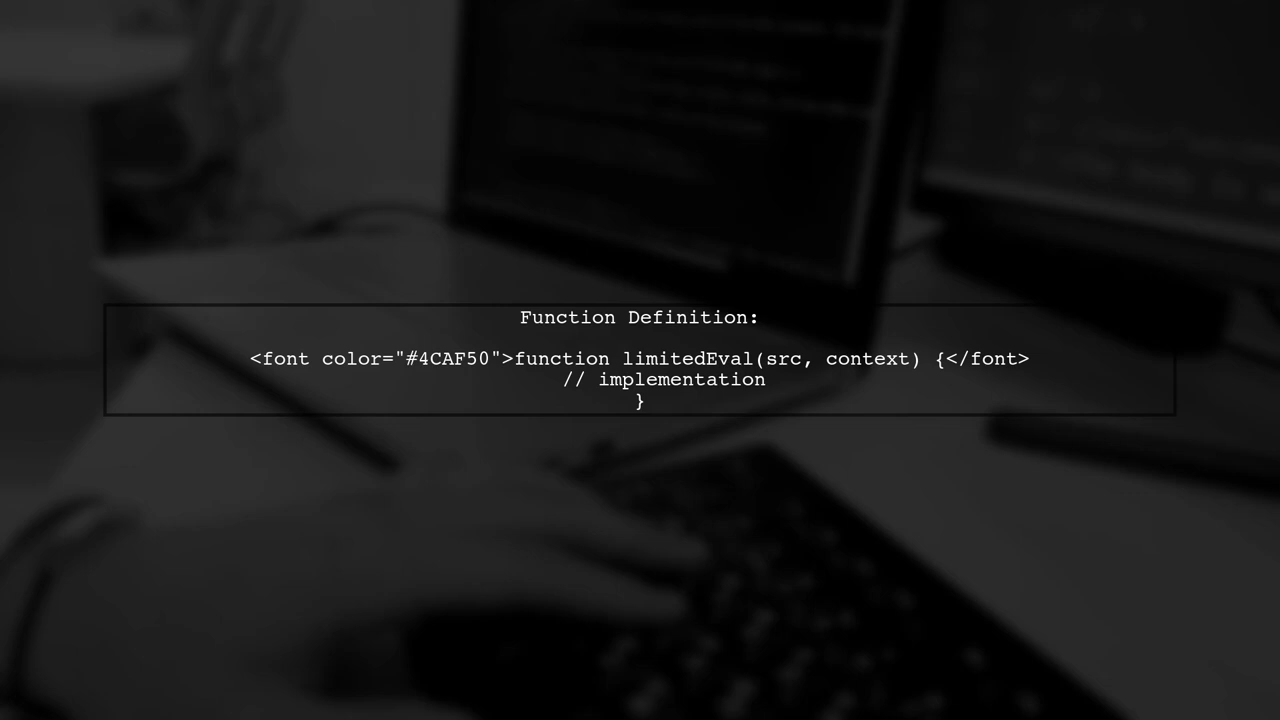 Function Definition:
<font color="#4CAF50">function limitedEval(src, context) {</font>
// implementation
}